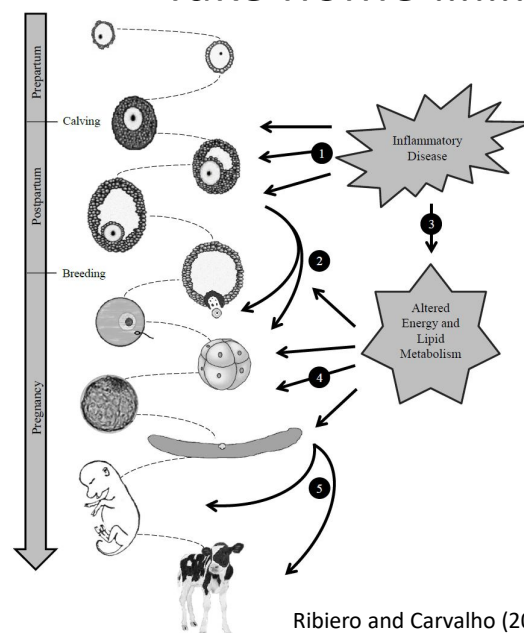 Prepartum
Calving
Postpartum
Breeding
Pregnancy
Inflammatory
Disease
1
2
3
Altered
Energy and
Lipid
Metabolism
4
5
Ribiero and Carvalho (20